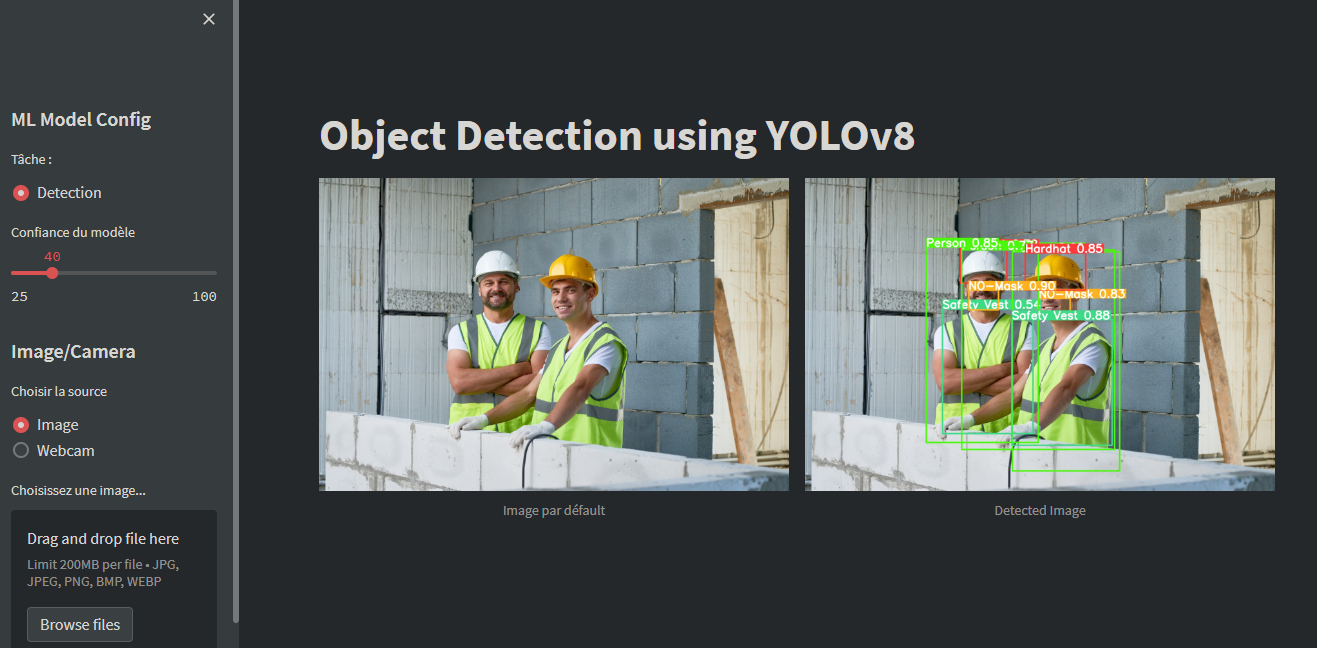 ML Model Config
Tâche :
Detection
Confiance du modèle
40
25 100
Image/Camera
Choisir la source
Image
Webcam
Choisissez une image...
Drag and drop file here
Limit 200MB per file • JPG,
JPEG, PNG, BMP, WEBP
Browse files
Object Detection using YOLOv8
Person 0.85
Hardhat 0.85
NO-Mask 0.90
NO-Mask 0.83
Safety Vest 0.54
Safety Vest 0.88
Image par défault
Detected Image